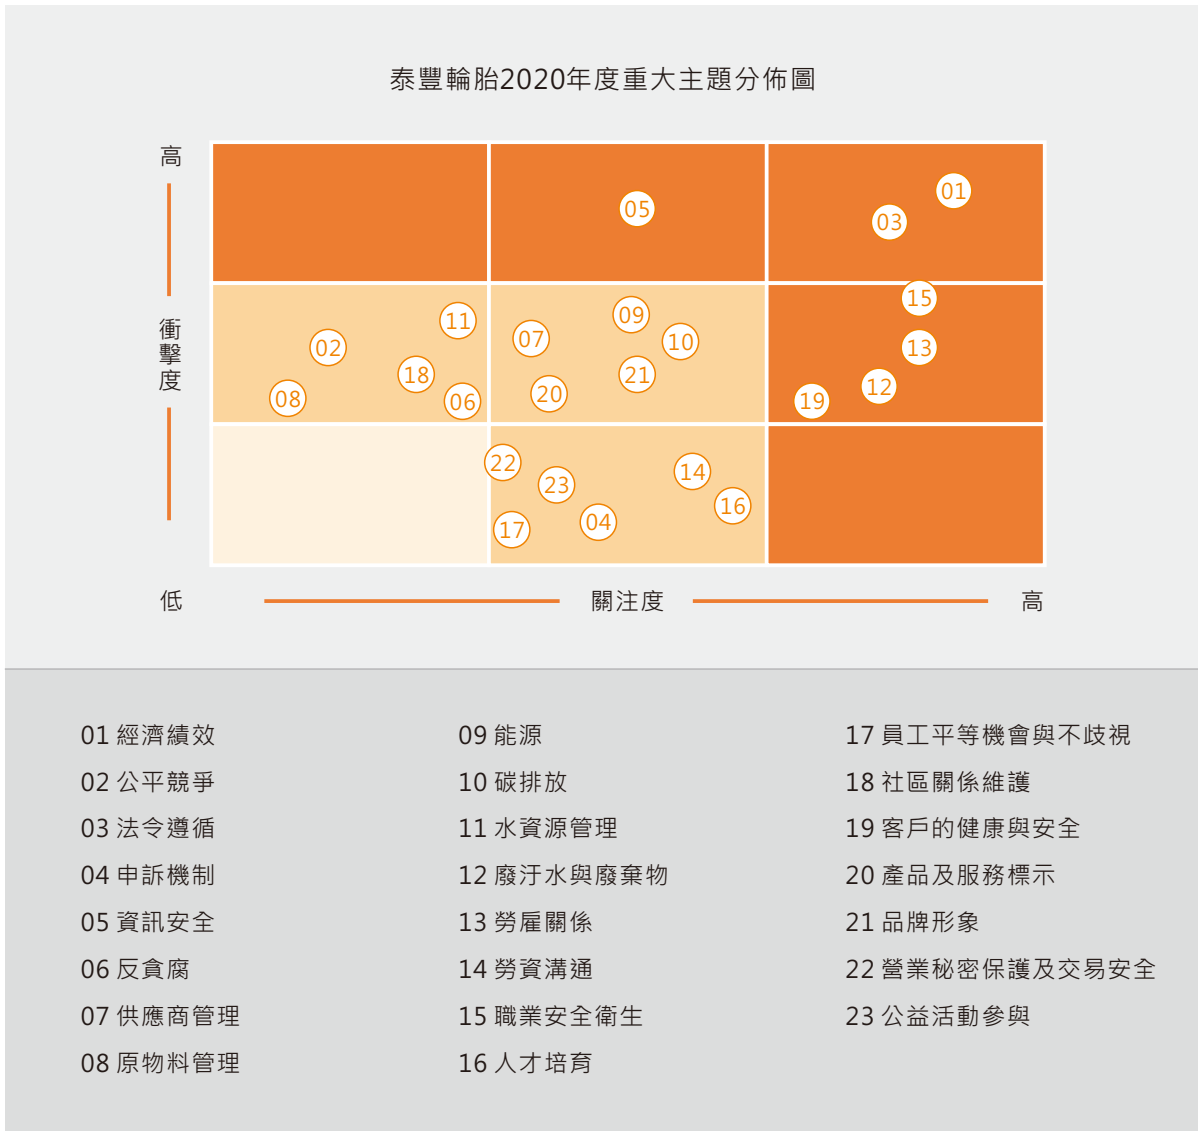 泰豐輪胎2020年度重大主題分佈圖
高
01
05
03
15
09
11
07
10
02
13
18
21
12
08
20
06
19
衝擊度
22
14
23
16
04
17
低
關注度
高
01 經濟績效
02 公平競爭
03 法令遵循
04 申訴機制
05 資訊安全
06 反貪腐
07 供應商管理
08 原物料管理
09 能源
10 碳排放
11 水資源管理
12 廢汙水與廢棄物
13 勞雇關係
14 勞資溝通
15 職業安全衛生
16 人才培育
17 員工平等機會與不歧視
18 社區關係維護
19 客戶的健康與安全
20 產品及服務標示
21 品牌形象
22 營業秘密保護及交易安全
23 公益活動參與